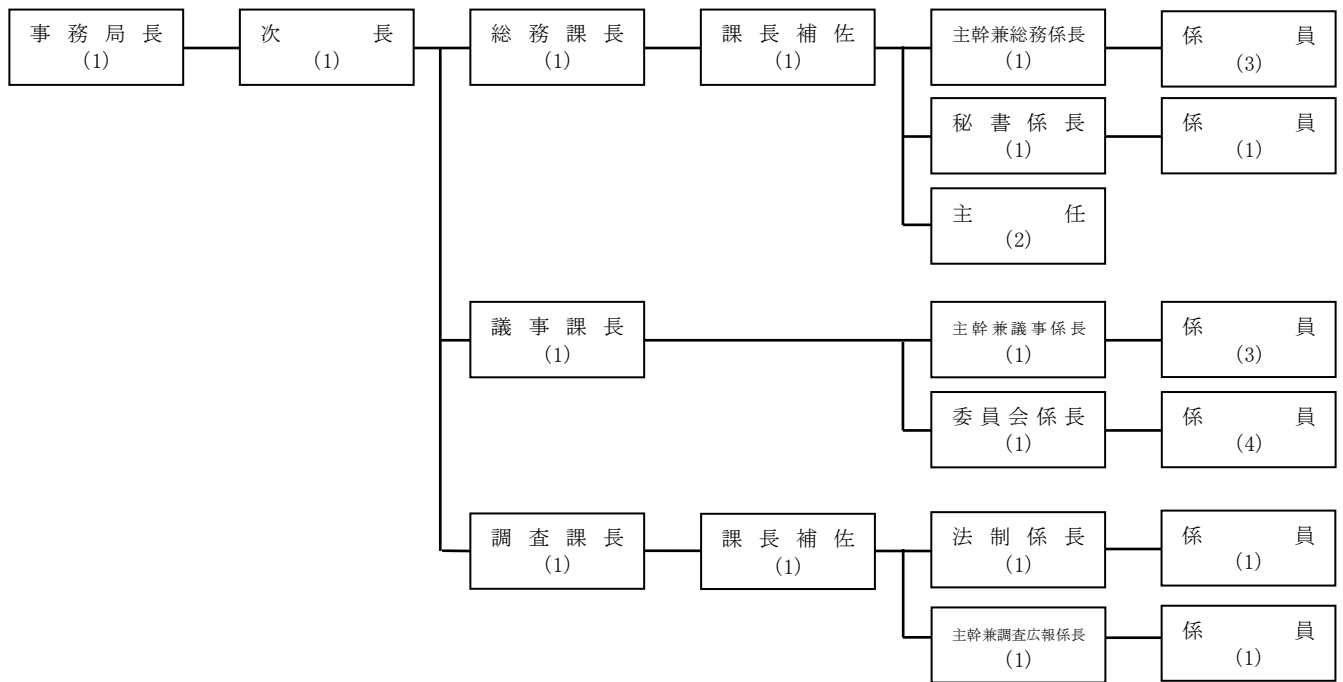 事務局長
(1)
次長
(1)
総務課長
(1)
課長補佐
(1)
主幹兼総務係長
(1)
係員
(3)
秘書係長
(1)
係員
(1)
主任
(2)
議事課長
(1)
主幹兼議事係長
(1)
係員
(3)
委員会係長
(1)
係員
(4)
調査課長
(1)
課長補佐
(1)
法制係長
(1)
係員
(1)
主幹兼調査広報係長
(1)
係員
(1)